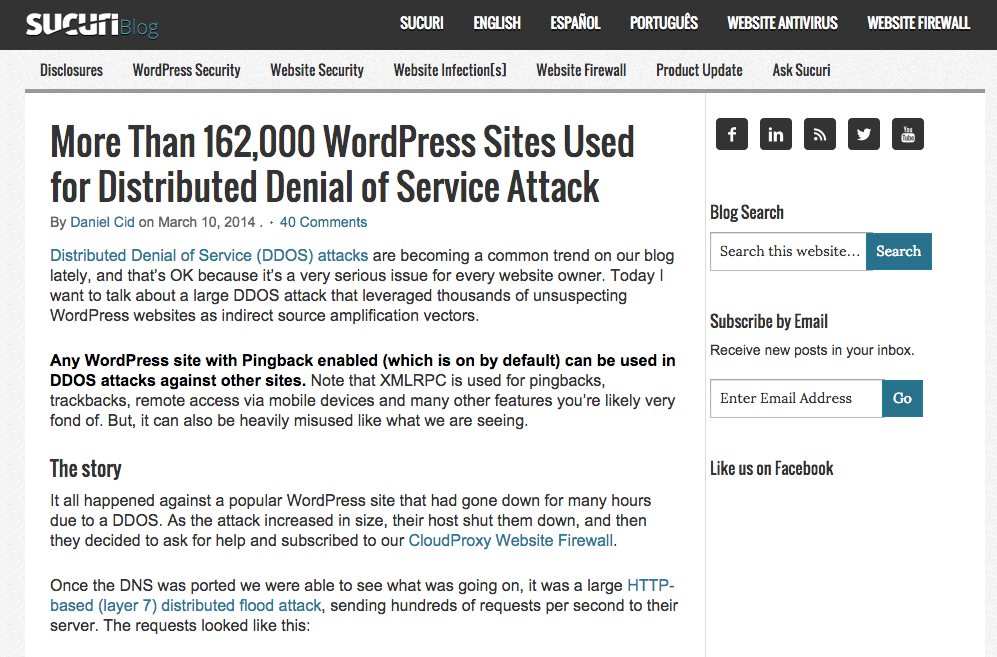 SUCURI Blog
SUCURI ENGLISH ESPAÑOL PORTUGUÊS WEBSITE ANTIVIRUS WEBSITE FIREWALL
Disclosures WordPress Security Website Security Website Infection[s] Website Firewall Product Update Ask Sucuri
More Than 162,000 WordPress Sites Used
for Distributed Denial of Service Attack
By Daniel Cid on March 10, 2014 . · 40 Comments
Distributed Denial of Service (DDOS) attacks are becoming a common trend on our blog
lately, and that's OK because it's a very serious issue for every website owner. Today I
want to talk about a large DDOS attack that leveraged thousands of unsuspecting
WordPress websites as indirect source amplification vectors.
Any WordPress site with Pingback enabled (which is on by default) can be used in
DDOS attacks against other sites. Note that XMLRPC is used for pingbacks,
trackbacks, remote access via mobile devices and many other features you're likely very
fond of. But, it can also be heavily misused like what we are seeing.
The story
It all happened against a popular WordPress site that had gone down for many hours
due to a DDOS. As the attack increased in size, their host shut them down, and then
they decided to ask for help and subscribed to our CloudProxy Website Firewall.
Once the DNS was ported we were able to see what was going on, it was a large HTTP-
based (layer 7) distributed flood attack, sending hundreds of requests per second to their
server. The requests looked like this:
f in You Tube
Blog Search
Search this website... Search
Subscribe by Email
Receive new posts in your inbox.
Enter Email Address Go
Like us on Facebook